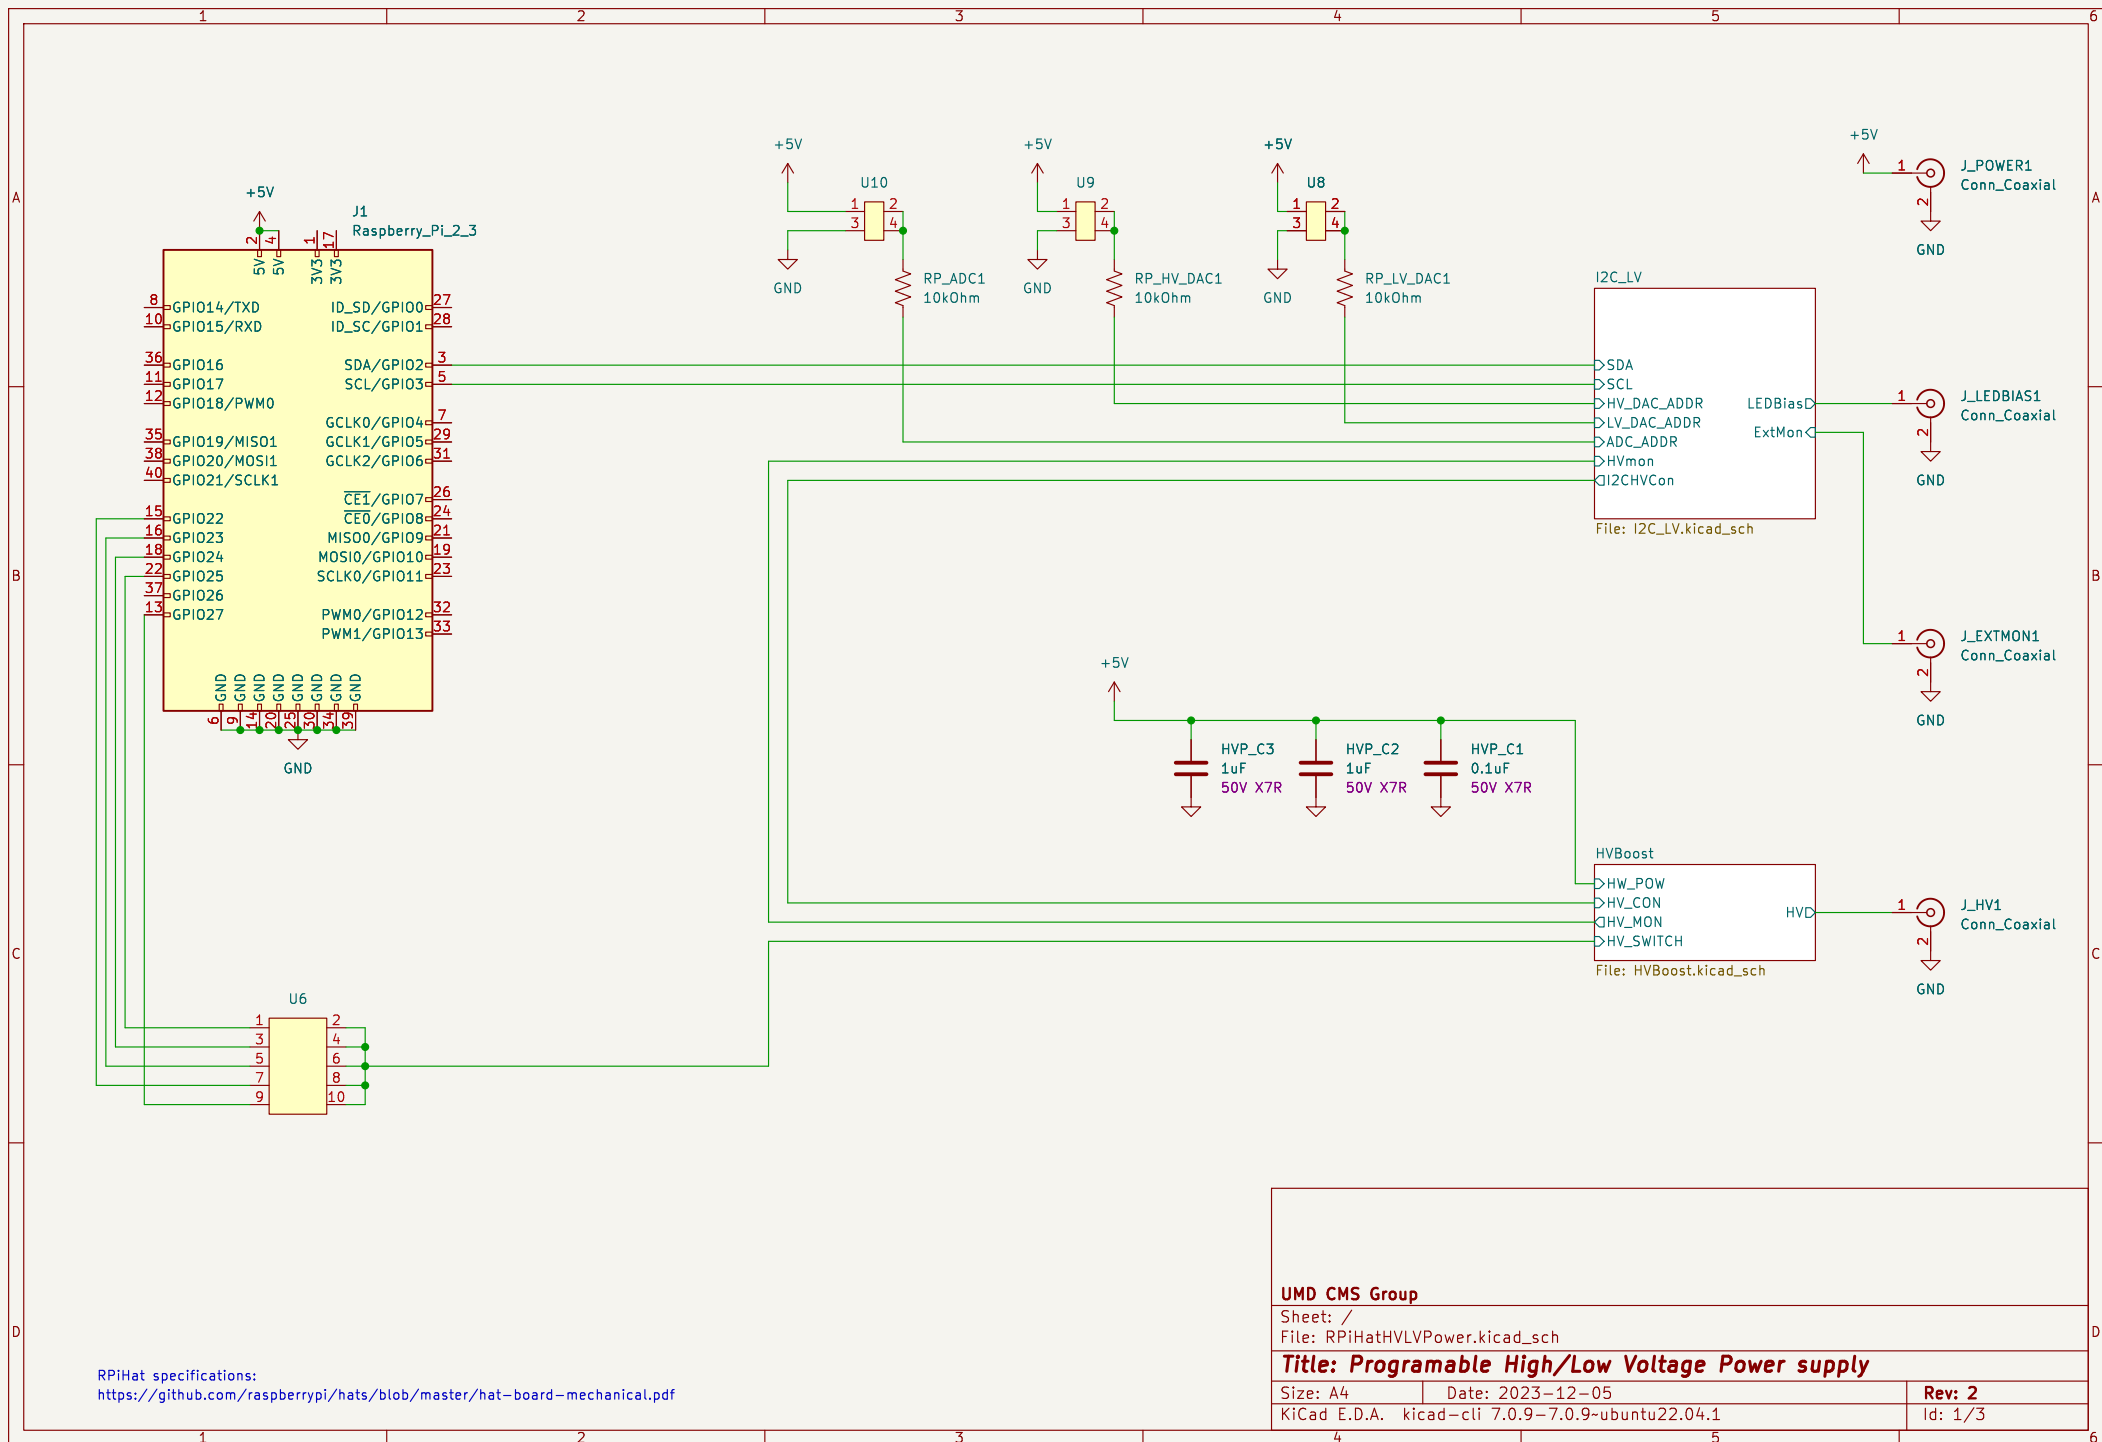 1 2 3 4 5 6
A
B
C
D
A
B
C
D
+5V
J1
Raspberry_Pi_2_3
2 4 1 17
5V 5V 3V3 3V3
8 GPIO14/TXD ID_SD/GPIO0 27
10 GPIO15/RXD ID_SC/GPIO1 28
36 GPIO16 SDA/GPIO2 3
11 GPIO17 SCL/GPIO3 5
12 GPIO18/PWM0
GCLK0/GPIO4 7
35 GPIO19/MISO1 GCLK1/GPIO5 29
38 GPIO20/MOSI1 GCLK2/GPIO6 31
40 GPIO21/SCLK1
CE1/GPIO7 26
15 GPIO22 CE0/GPIO8 24
16 GPIO23 MISO0/GPIO9 21
18 GPIO24 MOSI0/GPIO10 19
22 GPIO25 SCLK0/GPIO11 23
37 GPIO26
13 GPIO27 PWM0/GPIO12 32
PWM1/GPIO13 33
GND GND GND GND GND GND GND GND
6 9 14 20 25 30 34 39
GND
+5V
U10
1 2
3 4
GND
RP_ADC1
10kOhm
+5V
U9
1 2
3 4
GND
RP_HV_DAC1
10kOhm
+5V
U8
1 2
3 4
GND
RP_LV_DAC1
10kOhm
I2C_LV
SDA
SCL
HV_DAC_ADDR LEDBias
LV_DAC_ADDR
ExtMon
ADC_ADDR
HVmon
I2CHVCon
File: I2C_LV.kicad_sch
+5V
1 J_POWER1
Conn_Coaxial
2
GND
1 J_LEDBIAS1
Conn_Coaxial
2
GND
1 J_EXTMON1
Conn_Coaxial
2
GND
+5V
HVP_C3
1uF
50V X7R
HVP_C2
1uF
50V X7R
HVP_C1
0.1uF
50V X7R
HVBoost
HW_POW
HV_CON
HV
HV_MON
HV_SWITCH
File: HVBoost.kicad_sch
1 J_HV1
Conn_Coaxial
2
GND
U6
1 2
3 4
5 6
7 8
9 10
RPiHat specifications:
https://github.com/raspberrypi/hats/blob/master/hat-board-mechanical.pdf
UMD CMS Group
Sheet: /
File: RPiHatHVLVPower.kicad_sch
Title: Programable High/Low Voltage Power supply
Size: A4 Date: 2023-12-05 Rev: 2
KiCad E.D.A. kicad-cli 7.0.9-7.0.9~ubuntu22.04.1 Id: 1/3
1 2 3 4 5 6